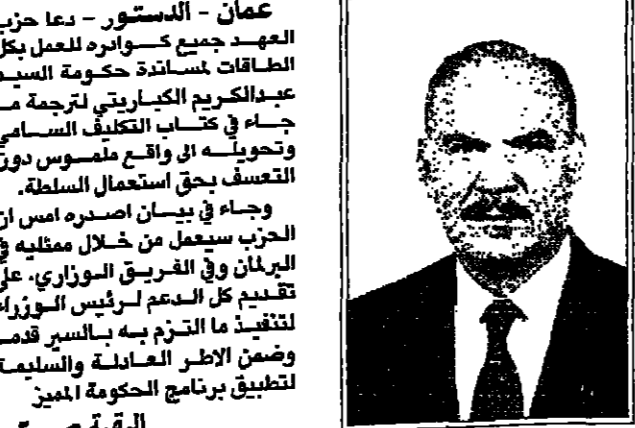 عمان - الدستور - دعا حزب
العهد جميع كوادره للعمل بكل
الطاقات لمساندة حكومة السيد
عبدالكريم الكباريتي لترجمة مـ
جاء في كتاب التكليف السامي
وتحويله الى واقع ملموس دون
التعسف بحق استعمال السلطة.
وجاء في بيان اصدره امس ان
الحزب سيعمل من خلال ممثليه في
البرلمان وفي الفريق الوزاري. على
تقديم كل الدعم لرئيس الوزراء
لتنفيذ ما التزم به بالسير قدمـ
وضمن الاطر العادلة والسليمة
لتطبيق برنامج الحكومة المميز
البقية